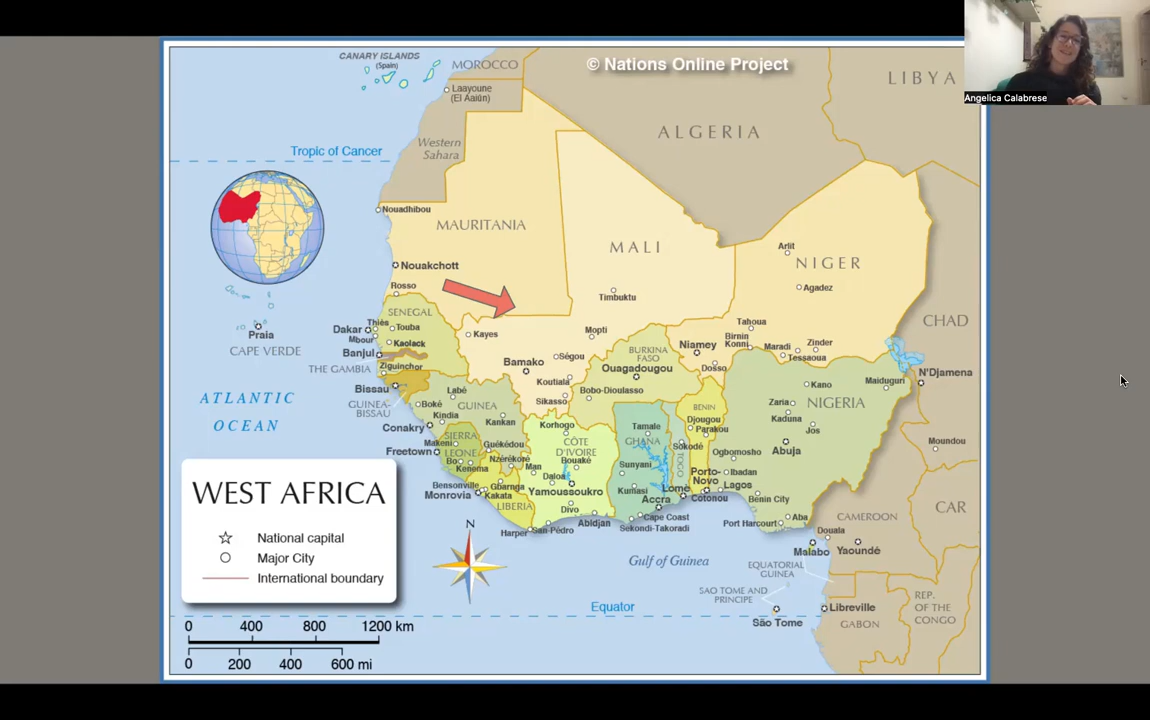 CANARY ISLANDS
(Spain)
MOROCCO
© Nations Online Project
LIBYA
Angelica Calabrese
Laayoune
(El Aaiún)
ALGERIA
Western
Sahara
Tropic of Cancer
Nouadhibou
MAURITANIA
MALI
Arlit
NIGER
Nouakchott
Rosso
Agadez
Timbuktu
SENEGAL
Thiès
Touba
Dakar
Mbour
Kaolack
Kayes
Mopti
Tahoua
Birnin
Konni
Maradi
Zinder
Tessaoua
CHAD
Praia
CAPE VERDE
Banjul
THE GAMBIA
Ziguinchor
Bamako
Ségou
BURKINA
FASO
Niamey
Dosso
Ouagadougou
Koutiala
Sikasso
Bobo-Dioulasso
N'Djamena
Maiduguri
Bissau
GUINEA-
BISSAU
Labé
Boké
GUINEA
Kindia
Kankan
Conakry
BENIN
Djougou
Parakou
Kano
Zaria
NIGERIA
Kaduna
Jos
ATLANTIC
OCEAN
Korhogo
Tamale
GHANA
CÔTE
D'IVOIRE
Bouaké
Sokodé
TOGO
Ogbomosho
Abuja
Moundou
Makeni
SIERRA
LEONE
Freetown
Bo
Kenema
Guékédou
Nzérékoré
Man
Daloa
Sunyani
Porto-
Novo
Ibadan
Lagos
Bensonville
Gbarnga
Kakata
Monrovia
LIBERIA
Yamoussoukro
Kumasi
Lomé
Accra
Cotonou
Benin City
Divo
Abidjan
Harper
San-Pédro
Cape Coast
Sekondi-Takoradi
Port Harcourt
Aba
CAMEROON
CAR
Douala
Malabo
Yaoundé
WEST AFRICA
National capital
Major City
International boundary
N
Gulf of Guinea
EQUATORIAL
GUINEA
SAO TOME AND
PRINCIPE
Equator
São Tome
Libreville
GABON
REP.
OF THE
CONGO
0 400 800 1200 km
0 200 400 600 mi